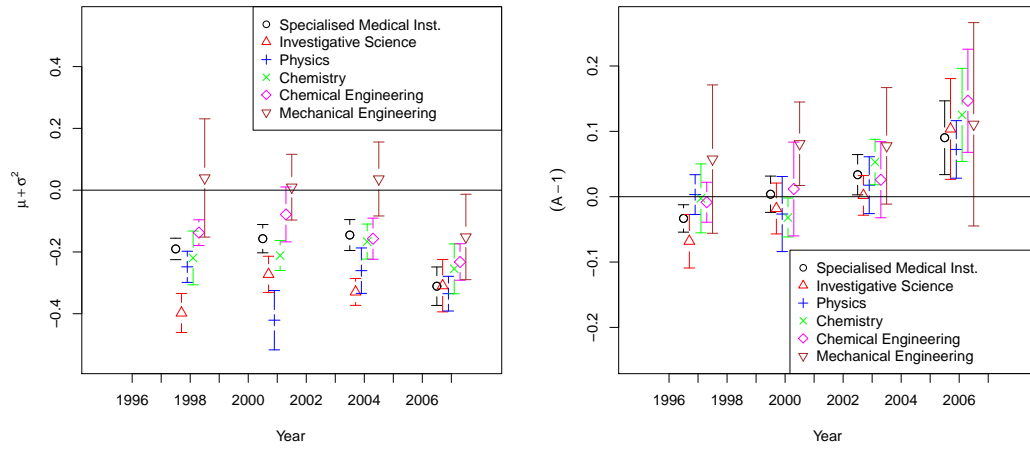 μ + σ²
0.4
0.2
0.0
−0.2
−0.4
Specialised Medical Inst.
Investigative Science
Physics
Chemistry
Chemical Engineering
Mechanical Engineering
1996 1998 2000 2002 2004 2006
Year
(A − 1)
0.2
0.1
0.0
−0.1
−0.2
Specialised Medical Inst.
Investigative Science
Physics
Chemistry
Chemical Engineering
Mechanical Engineering
1996 1998 2000 2002 2004 2006
Year